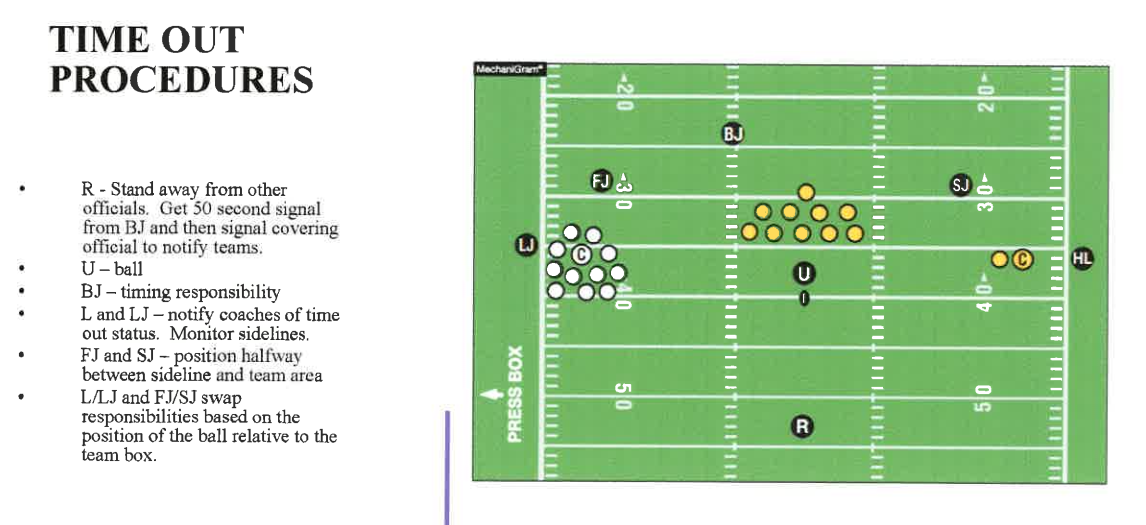 TIME OUT
PROCEDURES
• R - Stand away from other
officials. Get 50 second signal
from BJ and then signal covering
official to notify teams.
• U – ball
• BJ – timing responsibility
• L and LJ – notify coaches of time
out status. Monitor sidelines.
• FJ and SJ – position halfway
between sideline and team area
• L/LJ and FJ/SJ swap
responsibilities based on the
position of the ball relative to the
team box.
MechaniGram™
20
20
BJ
FJ
30
SJ
30
LJ
C
C
HL
U
40
40
50
50
PRESS BOX
R